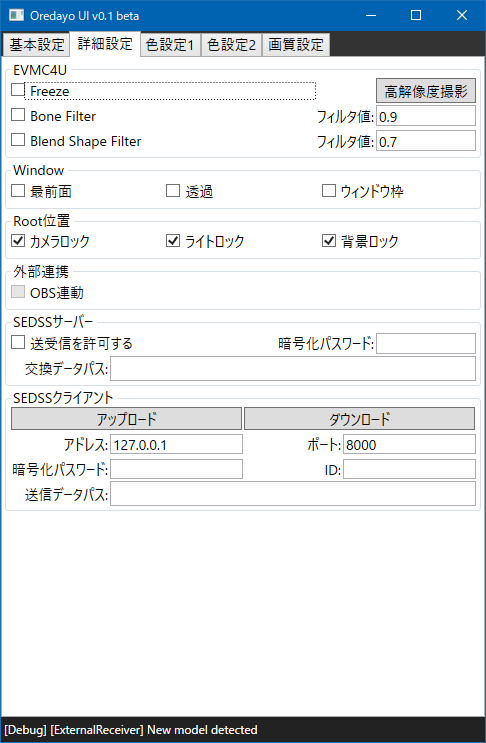 Oredayo UI v0.1 beta
基本設定 詳細設定 色設定1 色設定2 画質設定
EVMC4U
Freeze 高解像度撮影
Bone Filter フィルタ値: 0.9
Blend Shape Filter フィルタ値: 0.7
Window
最前面 透過 ウィンドウ枠
Root位置
カメラロック ライトロック 背景ロック
外部連携
OBS連動
SEDSSサーバー
送受信を許可する 暗号化パスワード:
交換データパス:
SEDSSクライアント
アップロード ダウンロード
アドレス: 127.0.0.1 ポート: 8000
暗号化パスワード: ID:
送信データパス:
[Debug] [ExternalReceiver] New model detected